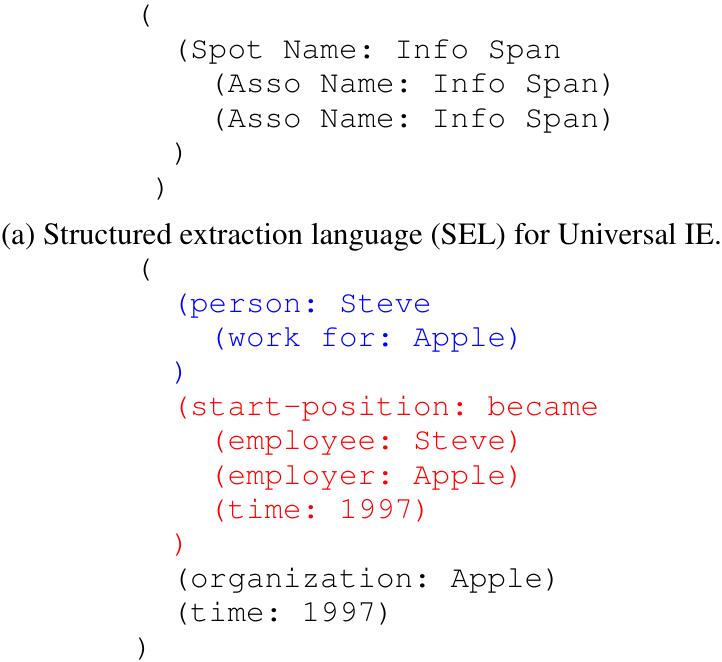 (
(Spot Name: Info Span
(Asso Name: Info Span)
(Asso Name: Info Span)
)
)
(a) Structured extraction language (SEL) for Universal IE.
(
(person: Steve
(work for: Apple)
)
(start-position: became
(employee: Steve)
(employer: Apple)
(time: 1997)
)
(organization: Apple)
(time: 1997)
)